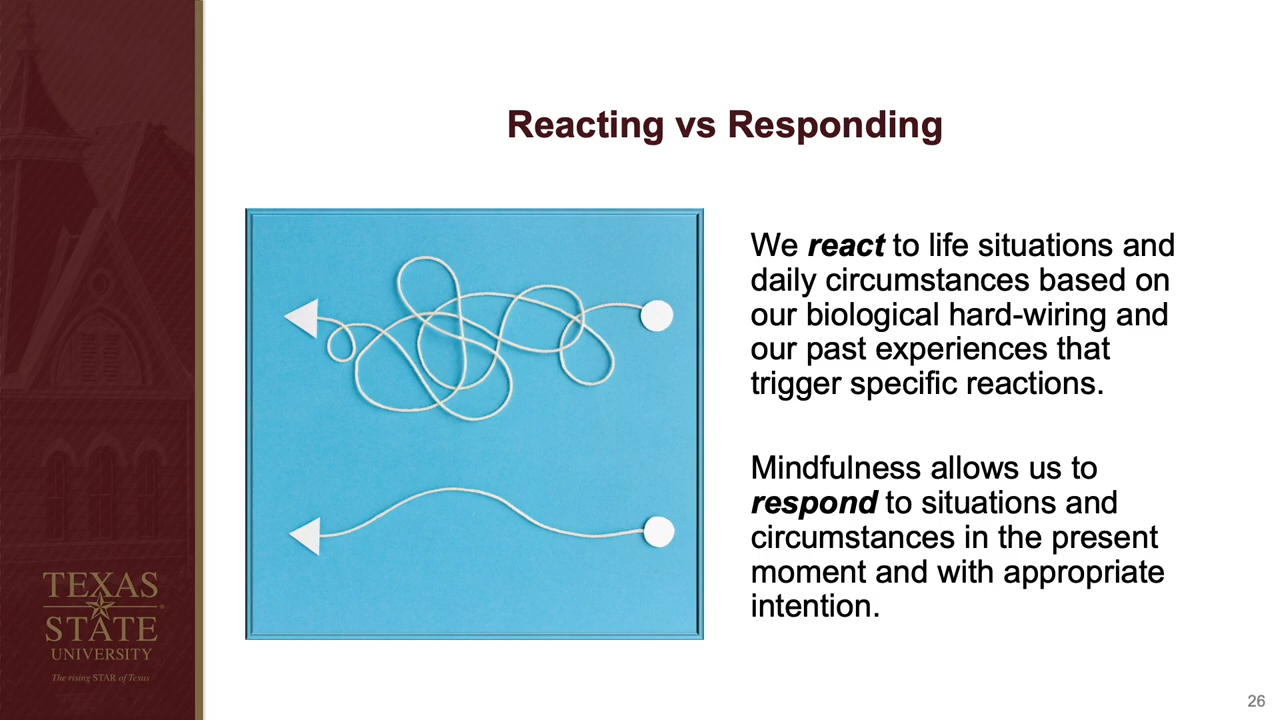 Reacting vs Responding
We react to life situations and
daily circumstances based on
our biological hard-wiring and
our past experiences that
trigger specific reactions.
Mindfulness allows us to
respond to situations and
circumstances in the present
moment and with appropriate
intention.
TEXAS
STATE
UNIVERSITY
The rising STAR of Texas
26